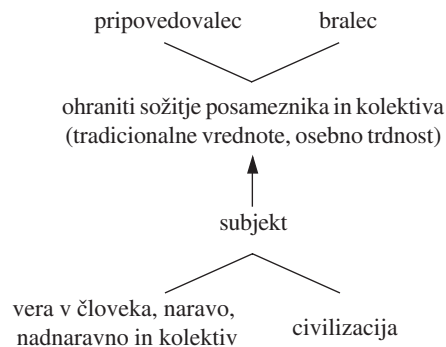 pripovedovalec bralec
ohraniti sožitje posameznika in kolektiva
(tradicionalne vrednote, osebno trdnost)
subjekt
vera v človeka, naravo,
nadnaravno in kolektiv
civilizacija